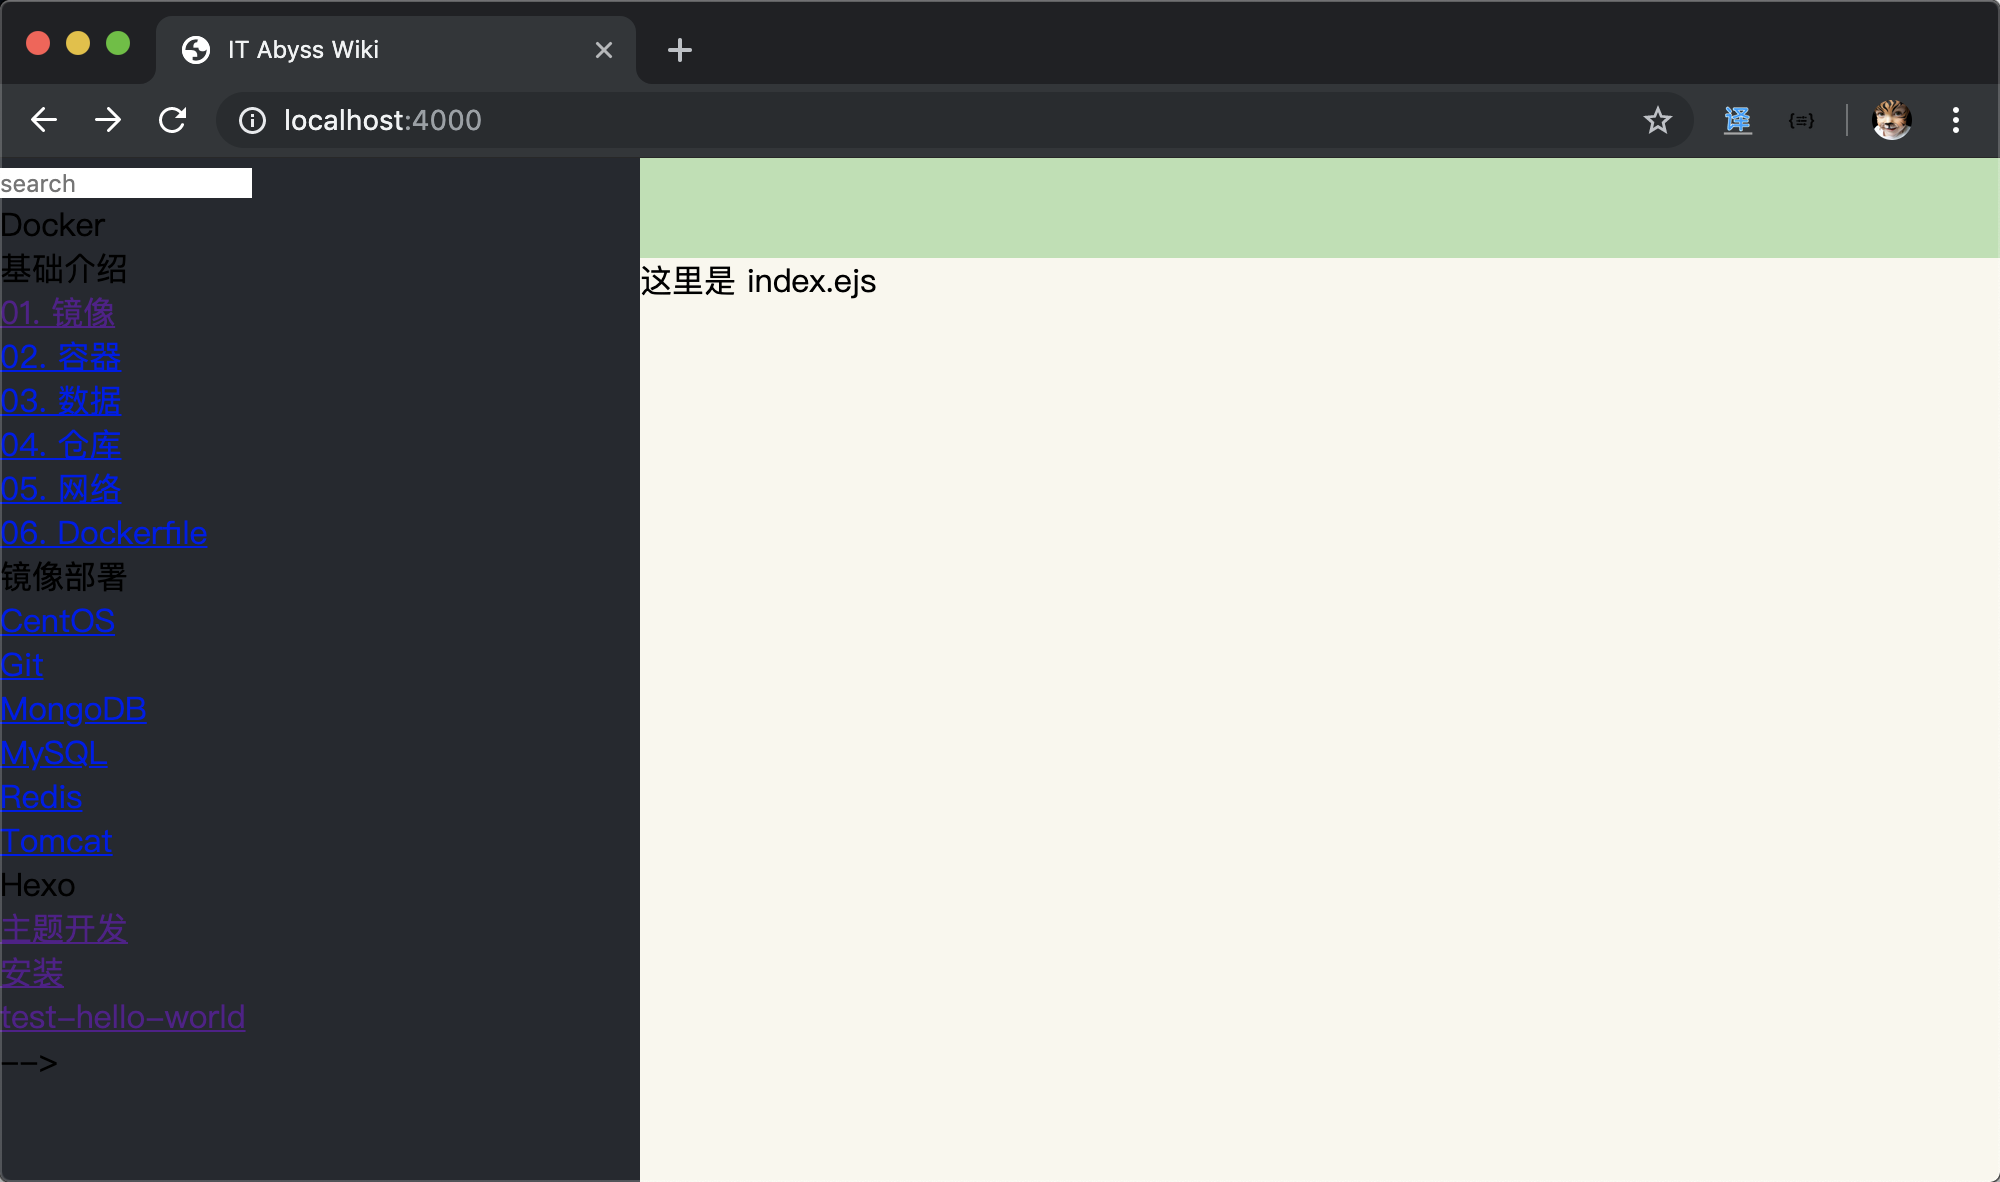 IT Abyss Wiki
localhost:4000
译
search
Docker
基础介绍
01. 镜像
02. 容器
03. 数据
04. 仓库
05. 网络
06. Dockerfile
镜像部署
CentOS
Git
MongoDB
MySQL
Redis
Tomcat
Hexo
主题开发
安装
test-hello-world
-->
这里是 index.ejs